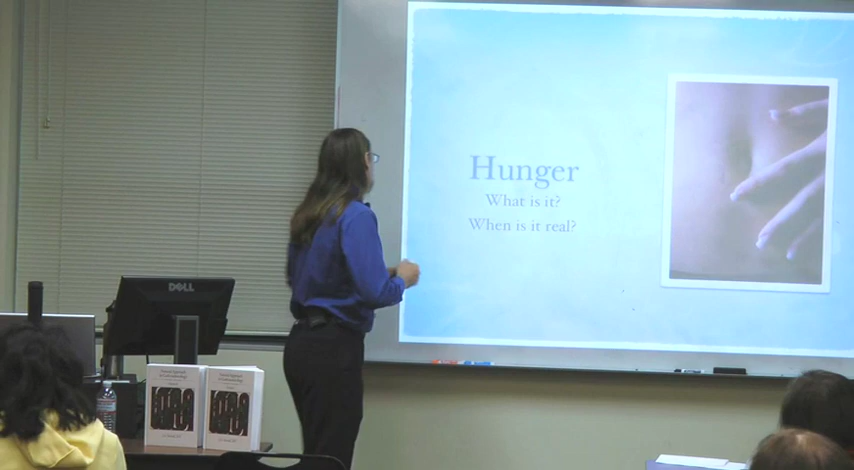 Hunger
What is it?
When is it real?
DELL